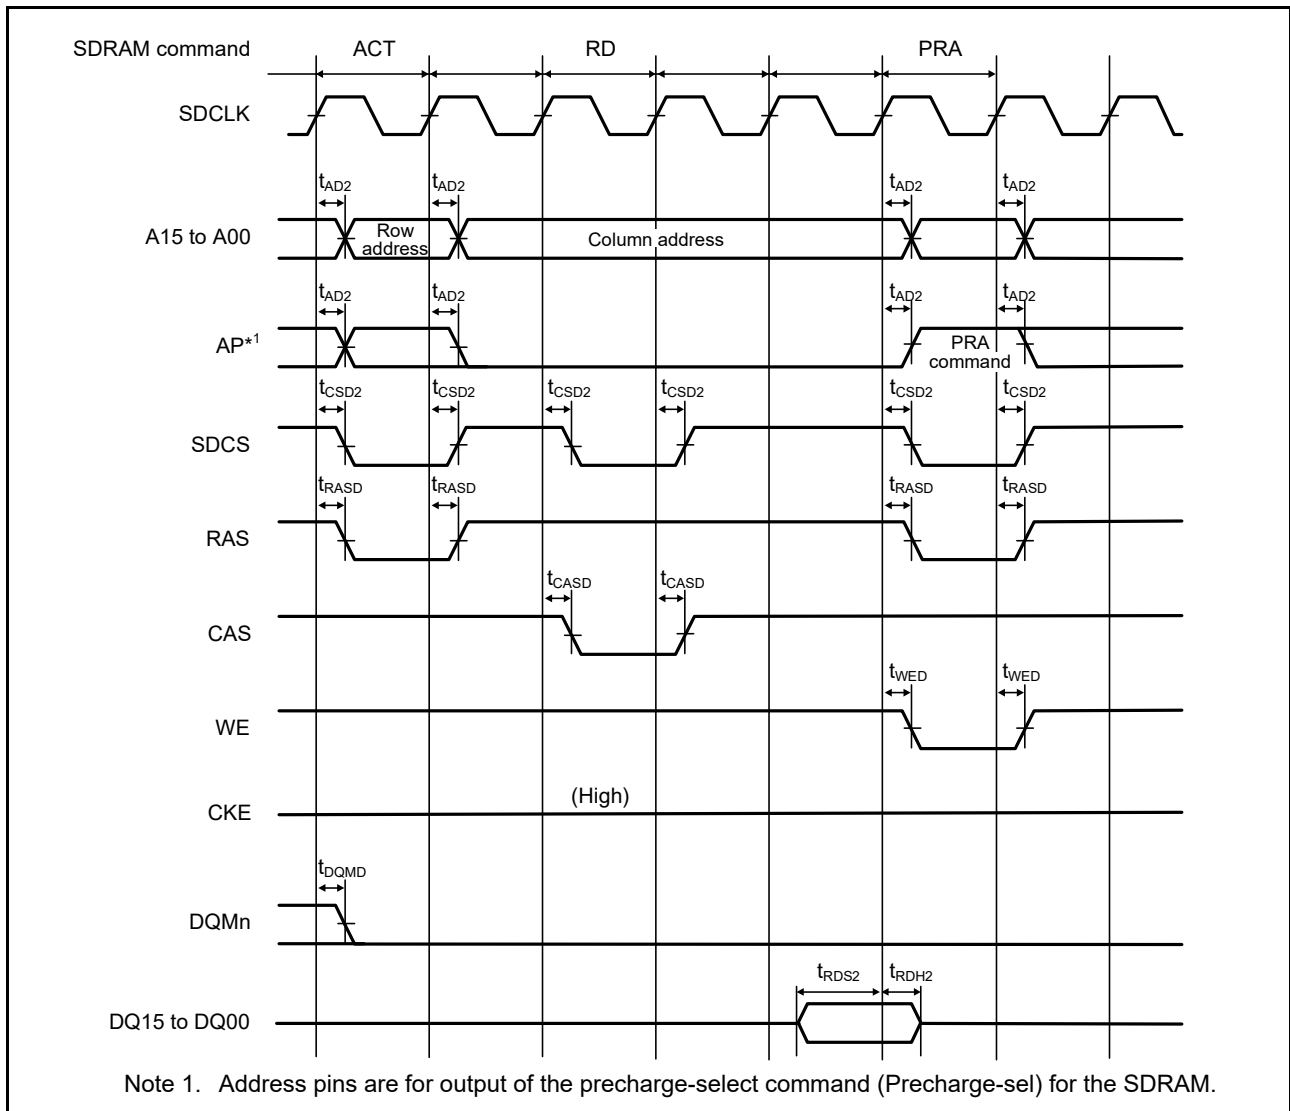 SDRAM command ACT RD PRA
SDCLK
tAD2 tAD2 tAD2 tAD2
A15 to A00 Row address Column address
tAD2 tAD2 tAD2 tAD2
AP*1 PRA command
tCSD2 tCSD2 tCSD2 tCSD2 tCSD2 tCSD2
SDCS
tRASD tRASD tRASD tRASD
RAS
tCASD tCASD
CAS
tWED tWED
WE
(High)
CKE
tDQMD
DQMn
tRDS2 tRDH2
DQ15 to DQ00
Note 1. Address pins are for output of the precharge-select command (Precharge-sel) for the SDRAM.